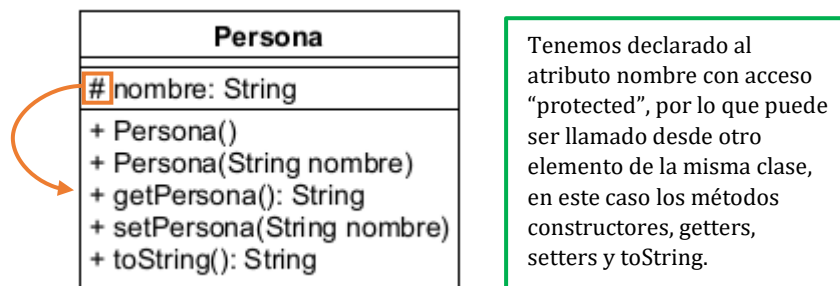 Persona
# nombre: String
+ Persona()
+ Persona(String nombre)
+ getPersona(): String
+ setPersona(String nombre)
+ toString(): String
Tenemos declarado al
atributo nombre con acceso
“protected”, por lo que puede
ser llamado desde otro
elemento de la misma clase,
en este caso los métodos
constructores, getters,
setters y toString.